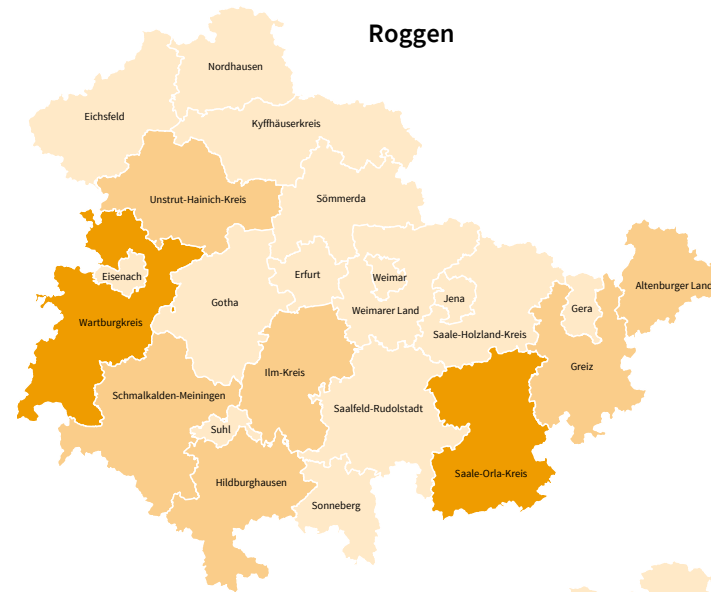 Roggen
Nordhausen
Eichsfeld
Kyffhäuserkreis
Unstrut-Hainich-Kreis
Sömmerda
Eisenach
Erfurt
Weimar
Altenburger Land
Gotha
Jena
Weimarer Land
Gera
Wartburgkreis
Saale-Holzland-Kreis
Ilm-Kreis
Greiz
Schmalkalden-Meiningen
Saalfeld-Rudolstadt
Suhl
Saale-Orla-Kreis
Hildburghausen
Sonneberg